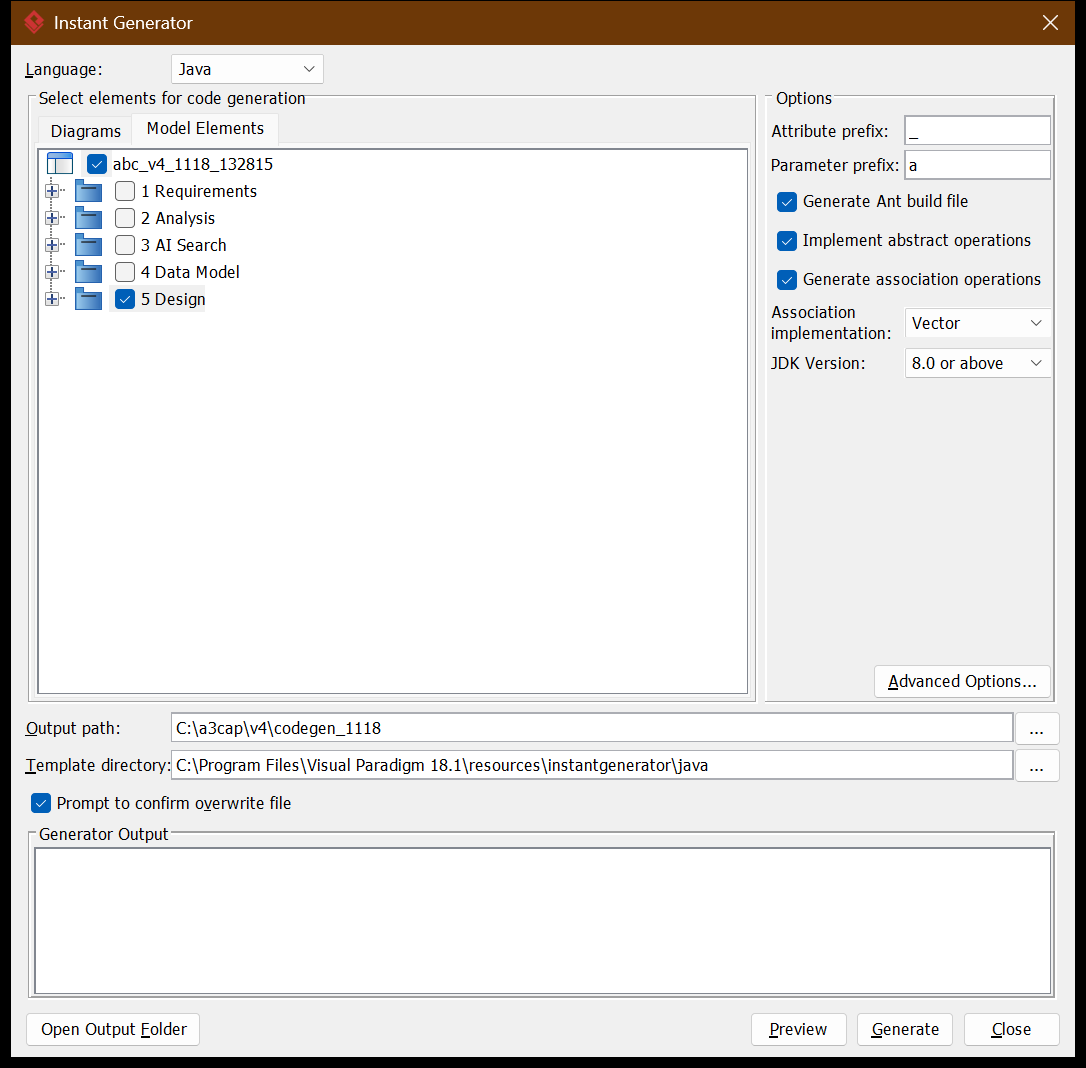 Instant Generator
Language:
Java
Select elements for code generation
Diagrams
Model Elements
abc_v4_1118_132815
1 Requirements
2 Analysis
3 AI Search
4 Data Model
5 Design
Options
Attribute prefix:
_
Parameter prefix:
a
Generate Ant build file
Implement abstract operations
Generate association operations
Association
implementation:
Vector
JDK Version:
8.0 or above
Advanced Options...
Output path:
C:\a3cap\v4\codegen_1118
...
Template directory:
C:\Program Files\Visual Paradigm 18.1\resources\instantgenerator\java
...
Prompt to confirm overwrite file
Generator Output
Open Output Folder
Preview
Generate
Close